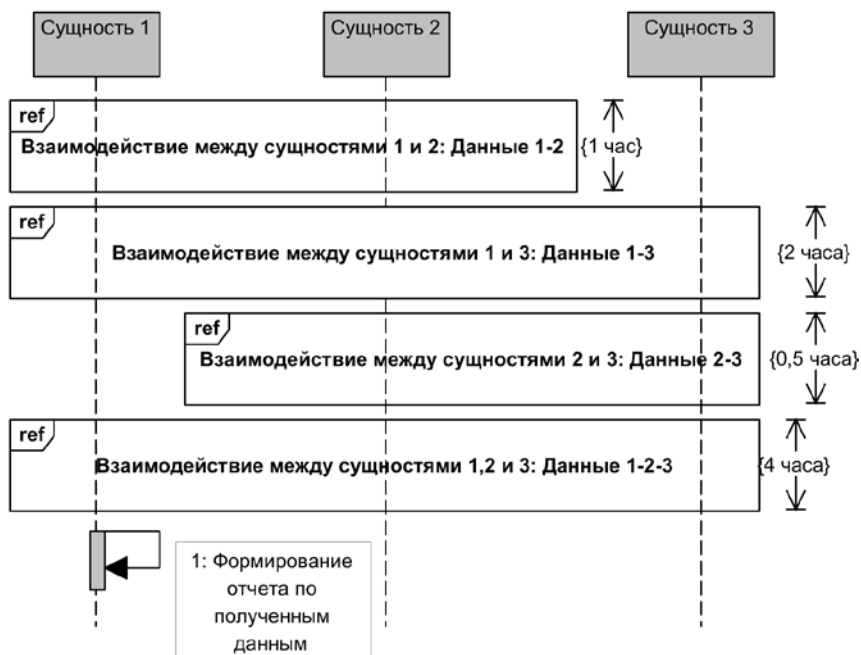 Сущность 1
Сущность 2
Сущность 3
ref
Взаимодействие между сущностями 1 и 2: Данные 1-2
{1 час}
ref
Взаимодействие между сущностями 1 и 3: Данные 1-3
{2 часа}
ref
Взаимодействие между сущностями 2 и 3: Данные 2-3
{0,5 часа}
ref
Взаимодействие между сущностями 1,2 и 3: Данные 1-2-3
{4 часа}
1: Формирование
отчета по
полученным
данным